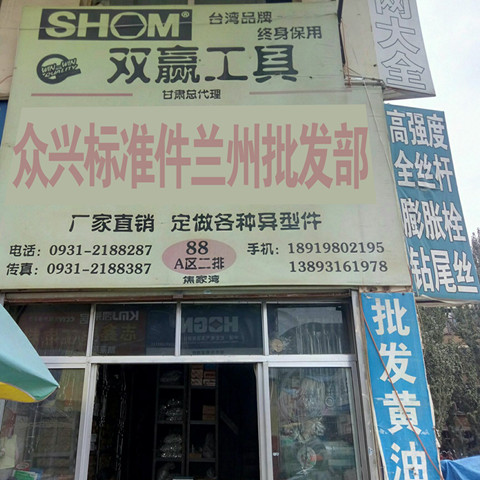 SHOM 台湾品牌
终身保用
WIN-WIN 双赢工具
甘肃总代理
众兴标准件兰州批发部
厂家直销 定做各种异型件
电话：0931-2188287
传真：0931-2188387
88
A区二排
焦家湾
手机：18919802195
13893161978
网大全
高强度
全丝杆
膨胀栓
钻尾丝
批发黄油